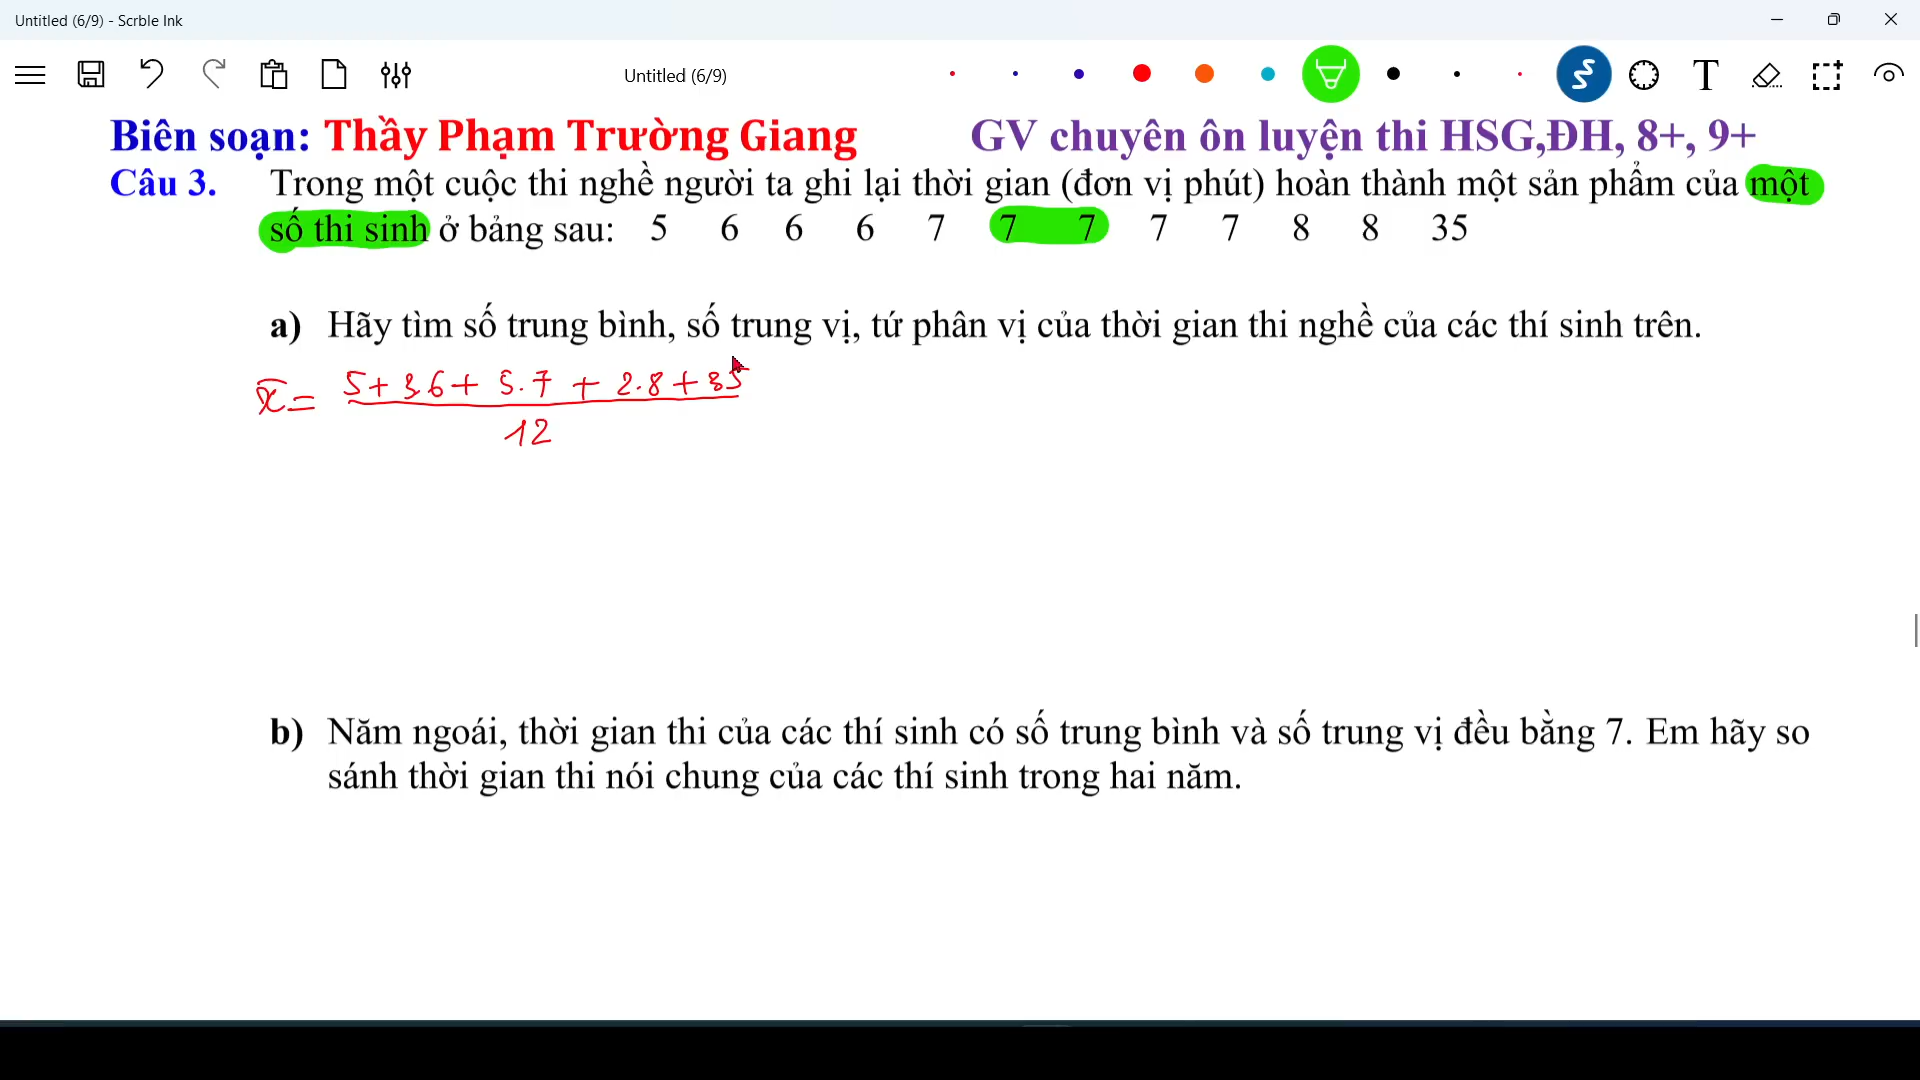 Untitled (6/9) - Scrble Ink
Untitled (6/9)
T
Biên soạn: Thầy Phạm Trường Giang GV chuyên ôn luyện thi HSG,ĐH, 8+, 9+
Câu 3. Trong một cuộc thi nghề người ta ghi lại thời gian (đơn vị phút) hoàn thành một sản phẩm của một
số thi sinh ở bảng sau: 5 6 6 6 7 7 7 7 7 8 8 35
a) Hãy tìm số trung bình, số trung vị, tứ phân vị của thời gian thi nghề của các thí sinh trên.
x̄ = 5+3.6+ 5.7 + 2.8+35
12
b) Năm ngoái, thời gian thi của các thí sinh có số trung bình và số trung vị đều bằng 7. Em hãy so
sánh thời gian thi nói chung của các thí sinh trong hai năm.